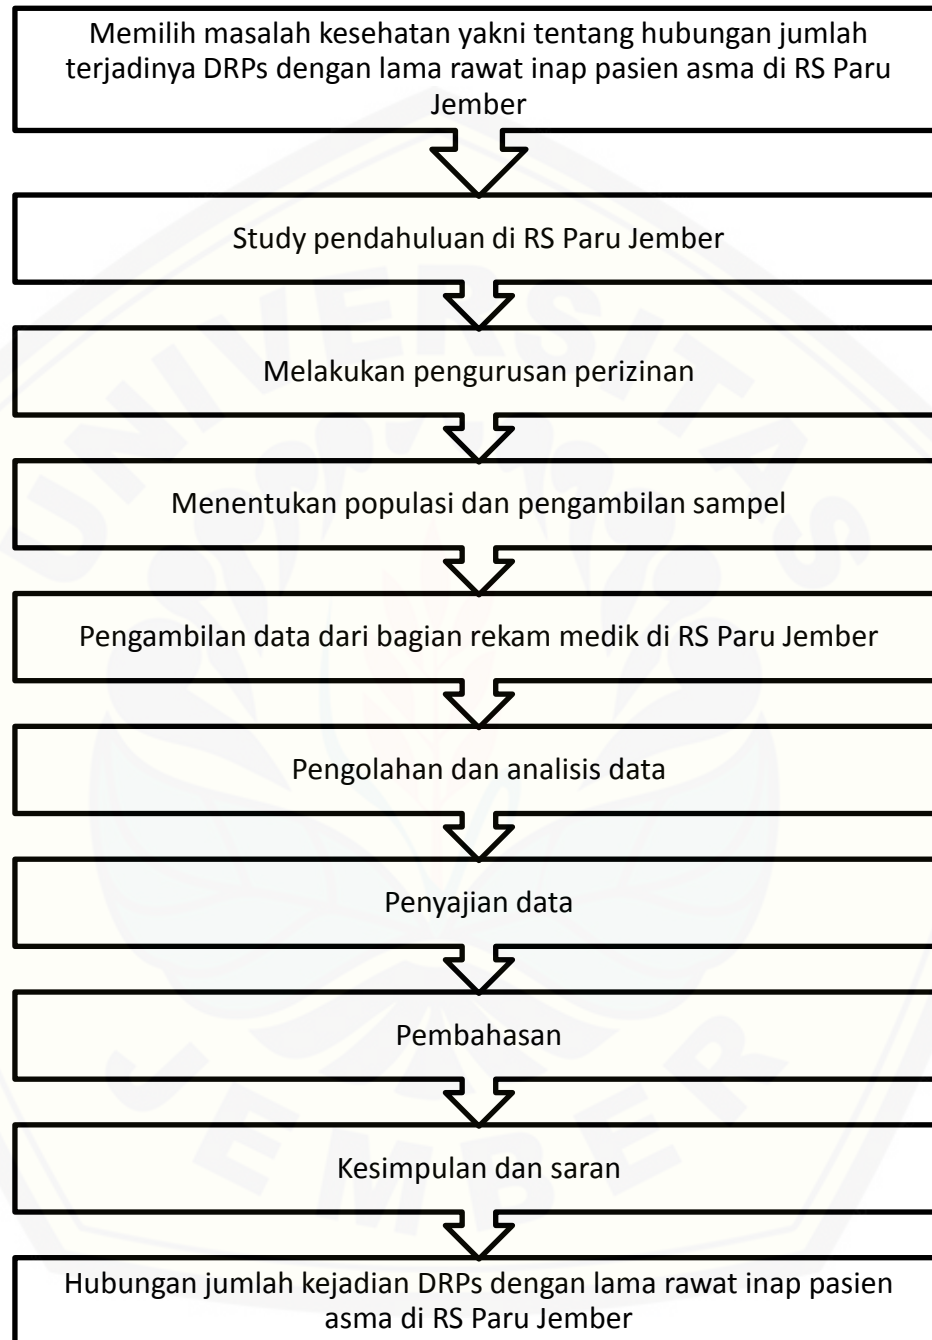 Memilih masalah kesehatan yakni tentang hubungan jumlah
terjadinya DRPs dengan lama rawat inap pasien asma di RS Paru
Jember
Study pendahuluan di RS Paru Jember
Melakukan pengurusan perizinan
Menentukan populasi dan pengambilan sampel
Pengambilan data dari bagian rekam medik di RS Paru Jember
Pengolahan dan analisis data
Penyajian data
Pembahasan
Kesimpulan dan saran
Hubungan jumlah kejadian DRPs dengan lama rawat inap pasien
asma di RS Paru Jember
UNIVERSITAS
JEMBER